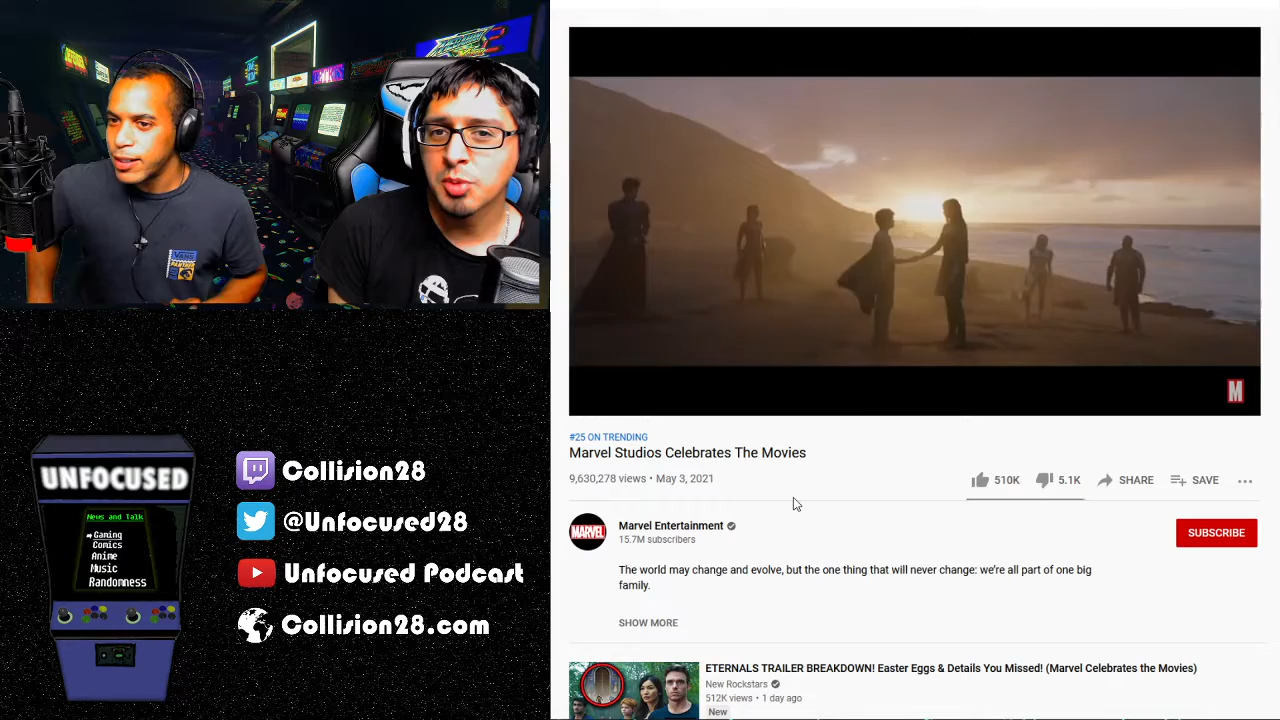 VANS
UNFOCUSED
News and Talk
Gaming
Comics
Anime
Music
Randomness
Collision28
@Unfocused28
Unfocused Podcast
Collision28.com
M
#25 ON TRENDING
Marvel Studios Celebrates The Movies
9,630,278 views • May 3, 2021
510K 5.1K SHARE SAVE
MARVEL
Marvel Entertainment
15.7M subscribers
SUBSCRIBE
The world may change and evolve, but the one thing that will never change: we're all part of one big
family.
SHOW MORE
ETERNALS TRAILER BREAKDOWN! Easter Eggs & Details You Missed! (Marvel Celebrates the Movies)
New Rockstars
512K views • 1 day ago
New